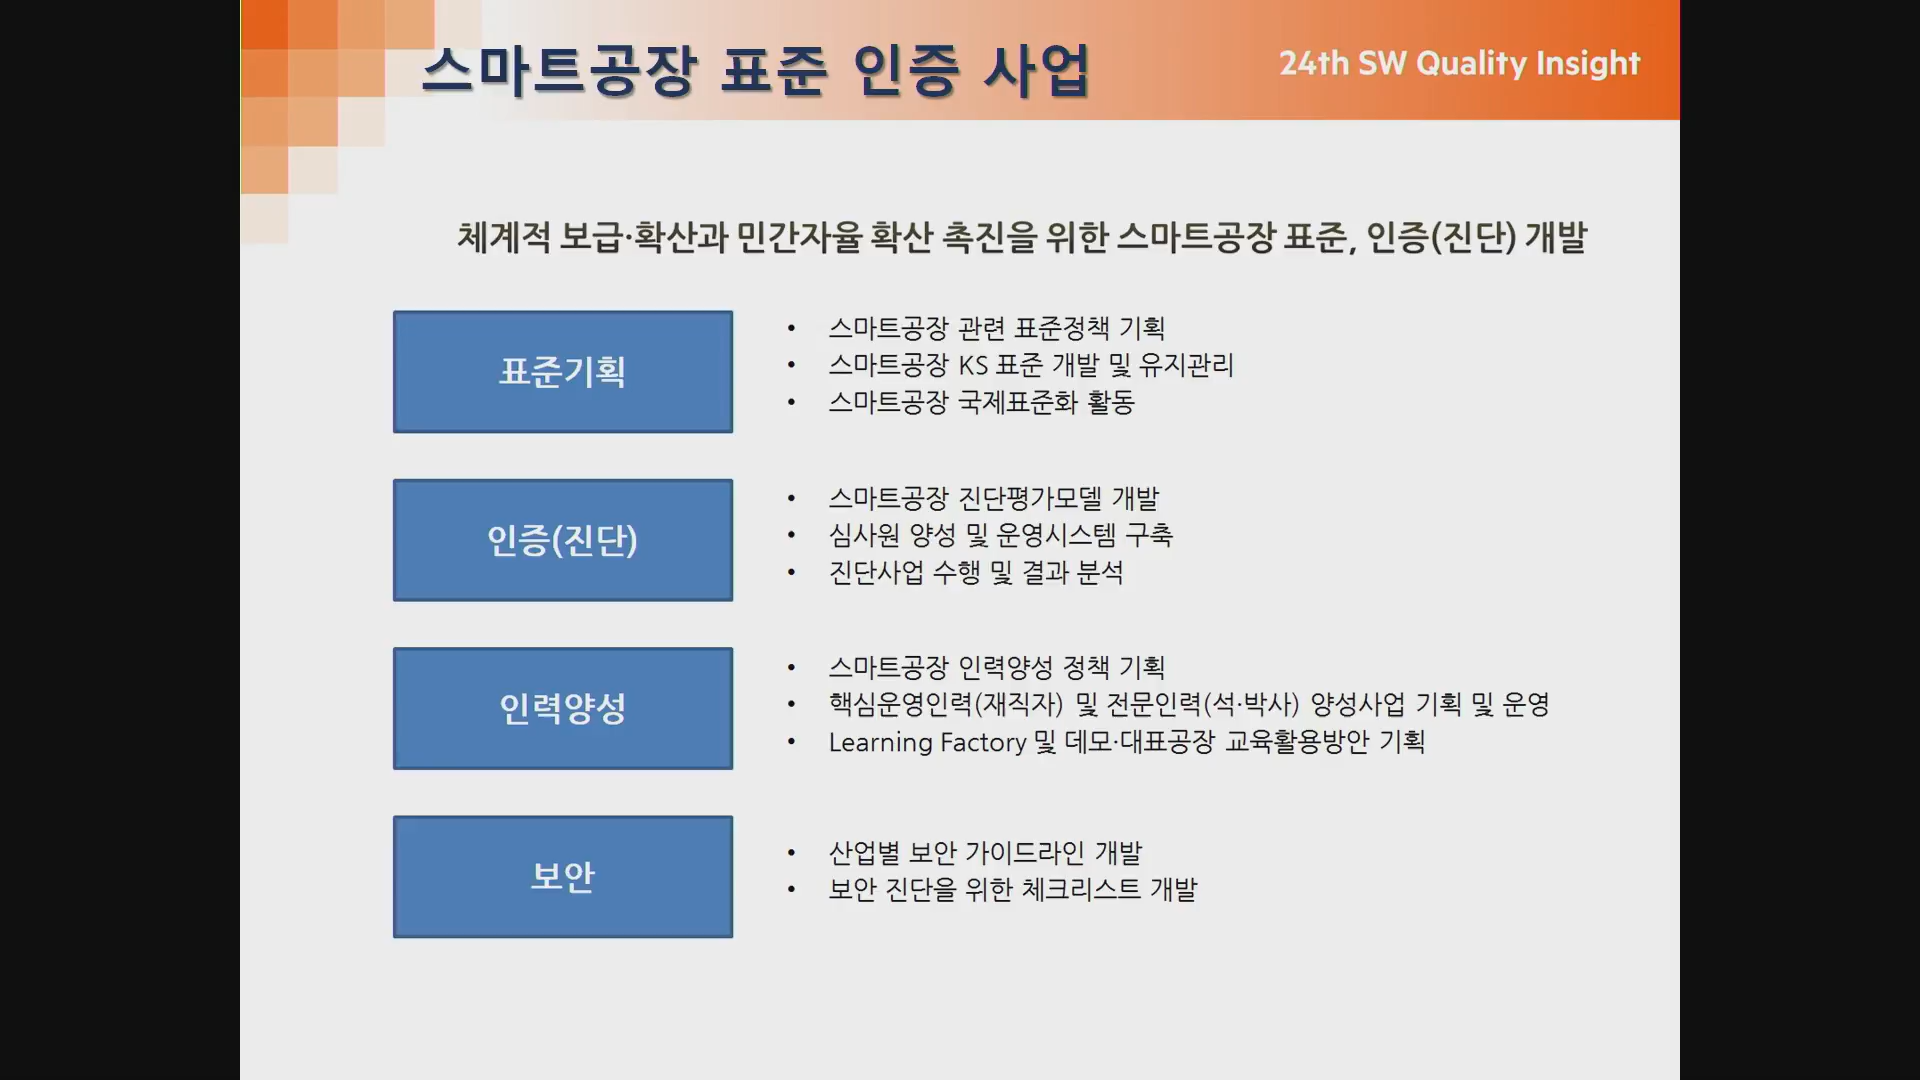 스마트공장 표준 인증 사업
24th SW Quality Insight
체계적 보급·확산과 민간자율 확산 촉진을 위한 스마트공장 표준, 인증(진단) 개발
표준기획
• 스마트공장 관련 표준정책 기획
• 스마트공장 KS 표준 개발 및 유지관리
• 스마트공장 국제표준화 활동
인증(진단)
• 스마트공장 진단평가모델 개발
• 심사원 양성 및 운영시스템 구축
• 진단사업 수행 및 결과 분석
인력양성
• 스마트공장 인력양성 정책 기획
• 핵심운영인력(재직자) 및 전문인력(석·박사) 양성사업 기획 및 운영
• Learning Factory 및 데모·대표공장 교육활용방안 기획
보안
• 산업별 보안 가이드라인 개발
• 보안 진단을 위한 체크리스트 개발